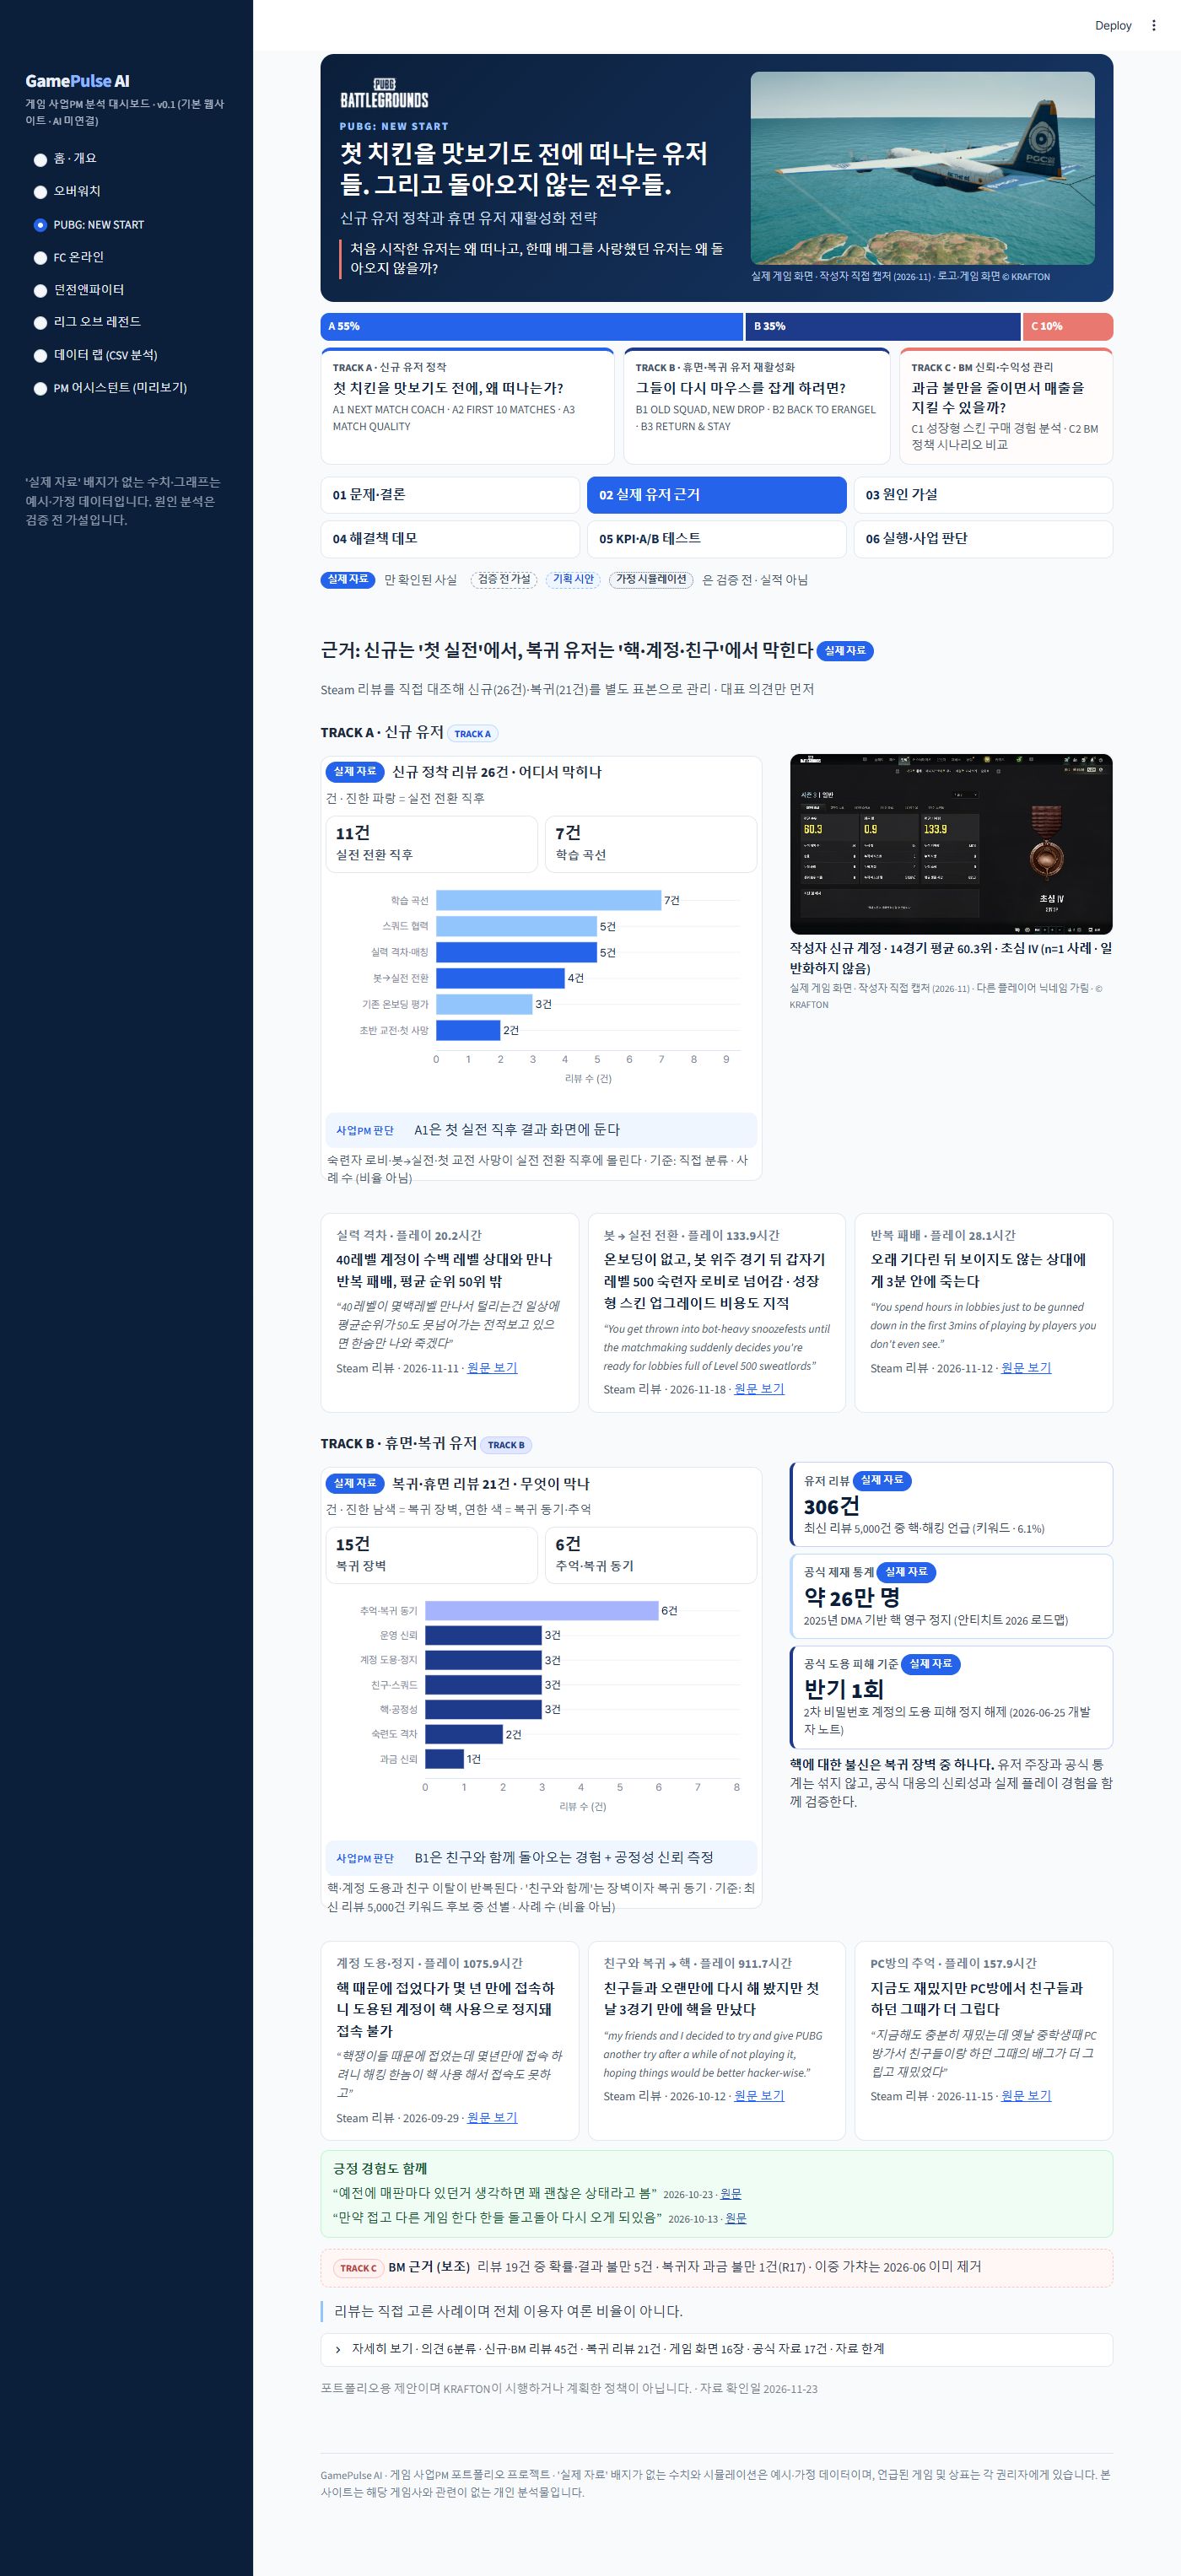 Deploy
GamePulse AI
게임 사업PM 분석 대시보드 · v0.1 (기본 웹사
이트 · AI 미연결)
홈 · 개요
오버워치
PUBG: NEW START
FC 온라인
던전앤파이터
리그 오브 레전드
데이터 랩 (CSV 분석)
PM 어시스턴트 (미리보기)
'실제 자료' 배지가 없는 수치·그래프는
예시·가정 데이터입니다. 원인 분석은
검증 전 가설입니다.
PUBG
BATTLEGROUNDS
PUBG: NEW START
첫 치킨을 맛보기도 전에 떠나는 유저
들. 그리고 돌아오지 않는 전우들.
신규 유저 정착과 휴면 유저 재활성화 전략
처음 시작한 유저는 왜 떠나고, 한때 배그를 사랑했던 유저는 왜 돌
아오지 않을까?
PGC
실제 게임 화면 · 작성자 직접 캡처 (2026-11) · 로고·게임 화면 © KRAFTON
A 55%
B 35%
C 10%
TRACK A · 신규 유저 정착
첫 치킨을 맛보기도 전에, 왜 떠나는가?
A1 NEXT MATCH COACH · A2 FIRST 10 MATCHES · A3
MATCH QUALITY
TRACK B · 휴면·복귀 유저 재활성화
그들이 다시 마우스를 잡게 하려면?
B1 OLD SQUAD, NEW DROP · B2 BACK TO ERANGEL
· B3 RETURN & STAY
TRACK C · BM 신뢰·수익성 관리
과금 불만을 줄이면서 매출을
지킬 수 있을까?
C1 성장형 스킨 구매 경험 분석 · C2 BM
정책 시나리오 비교
01 문제·결론
02 실제 유저 근거
03 원인 가설
04 해결책 데모
05 KPI·A/B 테스트
06 실행·사업 판단
실제 자료 만 확인된 사실 검증 전 가설 기획 시안 가정 시뮬레이션 은 검증 전 · 실적 아님
근거: 신규는 '첫 실전'에서, 복귀 유저는 '핵·계정·친구'에서 막힌다 실제 자료
Steam 리뷰를 직접 대조해 신규(26건)·복귀(21건)를 별도 표본으로 관리 · 대표 의견만 먼저
TRACK A · 신규 유저 TRACK A
실제 자료 신규 정착 리뷰 26건 · 어디서 막히나
건 · 진한 파랑 = 실전 전환 직후
11건
실전 전환 직후
7건
학습 곡선
학습 곡선 7건
스쿼드 협력 5건
실력 격차·매칭 5건
봇→실전 전환 4건
기존 온보딩 평가 3건
초반 교전·첫 사망 2건
0 1 2 3 4 5 6 7 8 9
리뷰 수 (건)
사업PM 판단 A1은 첫 실전 직후 결과 화면에 둔다
숙련자 로비·봇→실전·첫 교전 사망이 실전 전환 직후에 몰린다 · 기준: 직접 분류 · 사
례 수 (비율 아님)
시즌 3 | 일반
60.3
0.9
133.9
초심 IV
작성자 신규 계정 · 14경기 평균 60.3위 · 초심 IV (n=1 사례 · 일
반화하지 않음)
실제 게임 화면 · 작성자 직접 캡처 (2026-11) · 다른 플레이어 닉네임 가림 · ©
KRAFTON
실력 격차 · 플레이 20.2시간
40레벨 계정이 수백 레벨 상대와 만나
반복 패배, 평균 순위 50위 밖
“40레벨이 몇백레벨 만나서 털리는건 일상에
평균순위가 50도 못넘어가는 전적보고 있으
면 한숨만 나와 죽겠다”
Steam 리뷰 · 2026-11-11 · 원문 보기
봇 → 실전 전환 · 플레이 133.9시간
온보딩이 없고, 봇 위주 경기 뒤 갑자기
레벨 500 숙련자 로비로 넘어감 · 성장
형 스킨 업그레이드 비용도 지적
“You get thrown into bot-heavy snoozefests until
the matchmaking suddenly decides you're
ready for lobbies full of Level 500 sweatlords”
Steam 리뷰 · 2026-11-18 · 원문 보기
반복 패배 · 플레이 28.1시간
오래 기다린 뒤 보이지도 않는 상대에
게 3분 안에 죽는다
“You spend hours in lobbies just to be gunned
down in the first 3mins of playing by players you
don't even see.”
Steam 리뷰 · 2026-11-12 · 원문 보기
TRACK B · 휴면·복귀 유저 TRACK B
실제 자료 복귀·휴면 리뷰 21건 · 무엇이 막나
건 · 진한 남색 = 복귀 장벽, 연한 색 = 복귀 동기·추억
15건
복귀 장벽
6건
추억·복귀 동기
추억·복귀 동기 6건
운영 신뢰 3건
계정 도용·정지 3건
친구·스쿼드 3건
핵·공정성 3건
숙련도 격차 2건
과금 신뢰 1건
0 1 2 3 4 5 6 7 8
리뷰 수 (건)
사업PM 판단 B1은 친구와 함께 돌아오는 경험 + 공정성 신뢰 측정
핵·계정 도용과 친구 이탈이 반복된다 · '친구와 함께'는 장벽이자 복귀 동기 · 기준: 최
신 리뷰 5,000건 키워드 후보 중 선별 · 사례 수 (비율 아님)
유저 리뷰 실제 자료
306건
최신 리뷰 5,000건 중 핵·해킹 언급 (키워드 · 6.1%)
공식 제재 통계 실제 자료
약 26만 명
2025년 DMA 기반 핵 영구 정지 (안티치트 2026 로드맵)
공식 도용 피해 기준 실제 자료
반기 1회
2차 비밀번호 계정의 도용 피해 정지 해제 (2026-06-25 개발
자 노트)
핵에 대한 불신은 복귀 장벽 중 하나다. 유저 주장과 공식 통
계는 섞지 않고, 공식 대응의 신뢰성과 실제 플레이 경험을 함
께 검증한다.
계정 도용·정지 · 플레이 1075.9시간
핵 때문에 접었다가 몇 년 만에 접속하
니 도용된 계정이 핵 사용으로 정지돼
접속 불가
“핵쟁이들 때문에 접었는데 몇년만에 접속 하
려니 해킹 한놈이 핵 사용 해서 접속도 못하
고”
Steam 리뷰 · 2026-09-29 · 원문 보기
친구와 복귀 → 핵 · 플레이 911.7시간
친구들과 오랜만에 다시 해 봤지만 첫
날 3경기 만에 핵을 만났다
“my friends and I decided to try and give PUBG
another try after a while of not playing it,
hoping things would be better hacker-wise.”
Steam 리뷰 · 2026-10-12 · 원문 보기
PC방의 추억 · 플레이 157.9시간
지금도 재밌지만 PC방에서 친구들과
하던 그때가 더 그립다
“지금해도 충분히 재밌는데 옛날 중학생때 PC
방가서 친구들이랑 하던 그때의 배그가 더 그
립고 재밌었다”
Steam 리뷰 · 2026-11-15 · 원문 보기
긍정 경험도 함께
“예전에 매판마다 있던거 생각하면 꽤 괜찮은 상태라고 봄” 2026-10-23 · 원문
“만약 접고 다른 게임 한다 한들 돌고돌아 다시 오게 되있음” 2026-10-13 · 원문
TRACK C BM 근거 (보조) 리뷰 19건 중 확률·결과 불만 5건 · 복귀자 과금 불만 1건(R17) · 이중 가챠는 2026-06 이미 제거
리뷰는 직접 고른 사례이며 전체 이용자 여론 비율이 아니다.
자세히 보기 · 의견 6분류 · 신규·BM 리뷰 45건 · 복귀 리뷰 21건 · 게임 화면 16장 · 공식 자료 17건 · 자료 한계
포트폴리오용 제안이며 KRAFTON이 시행하거나 계획한 정책이 아닙니다. · 자료 확인일 2026-11-23
GamePulse AI · 게임 사업PM 포트폴리오 프로젝트 · '실제 자료' 배지가 없는 수치와 시뮬레이션은 예시·가정 데이터이며, 언급된 게임 및 상표는 각 권리자에게 있습니다. 본
사이트는 해당 게임사와 관련이 없는 개인 분석물입니다.